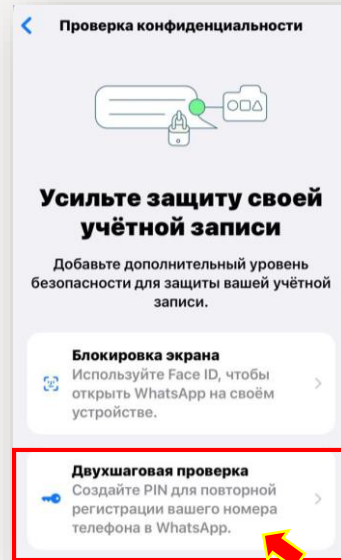 Проверка конфиденциальности
Усильте защиту своей
учётной записи
Добавьте дополнительный уровень
безопасности для защиты вашей учётной
записи.
Блокировка экрана
Используйте Face ID, чтобы
открыть WhatsApp на своём
устройстве.
Двухшаговая проверка
Создайте PIN для повторной
регистрации вашего номера
телефона в WhatsApp.